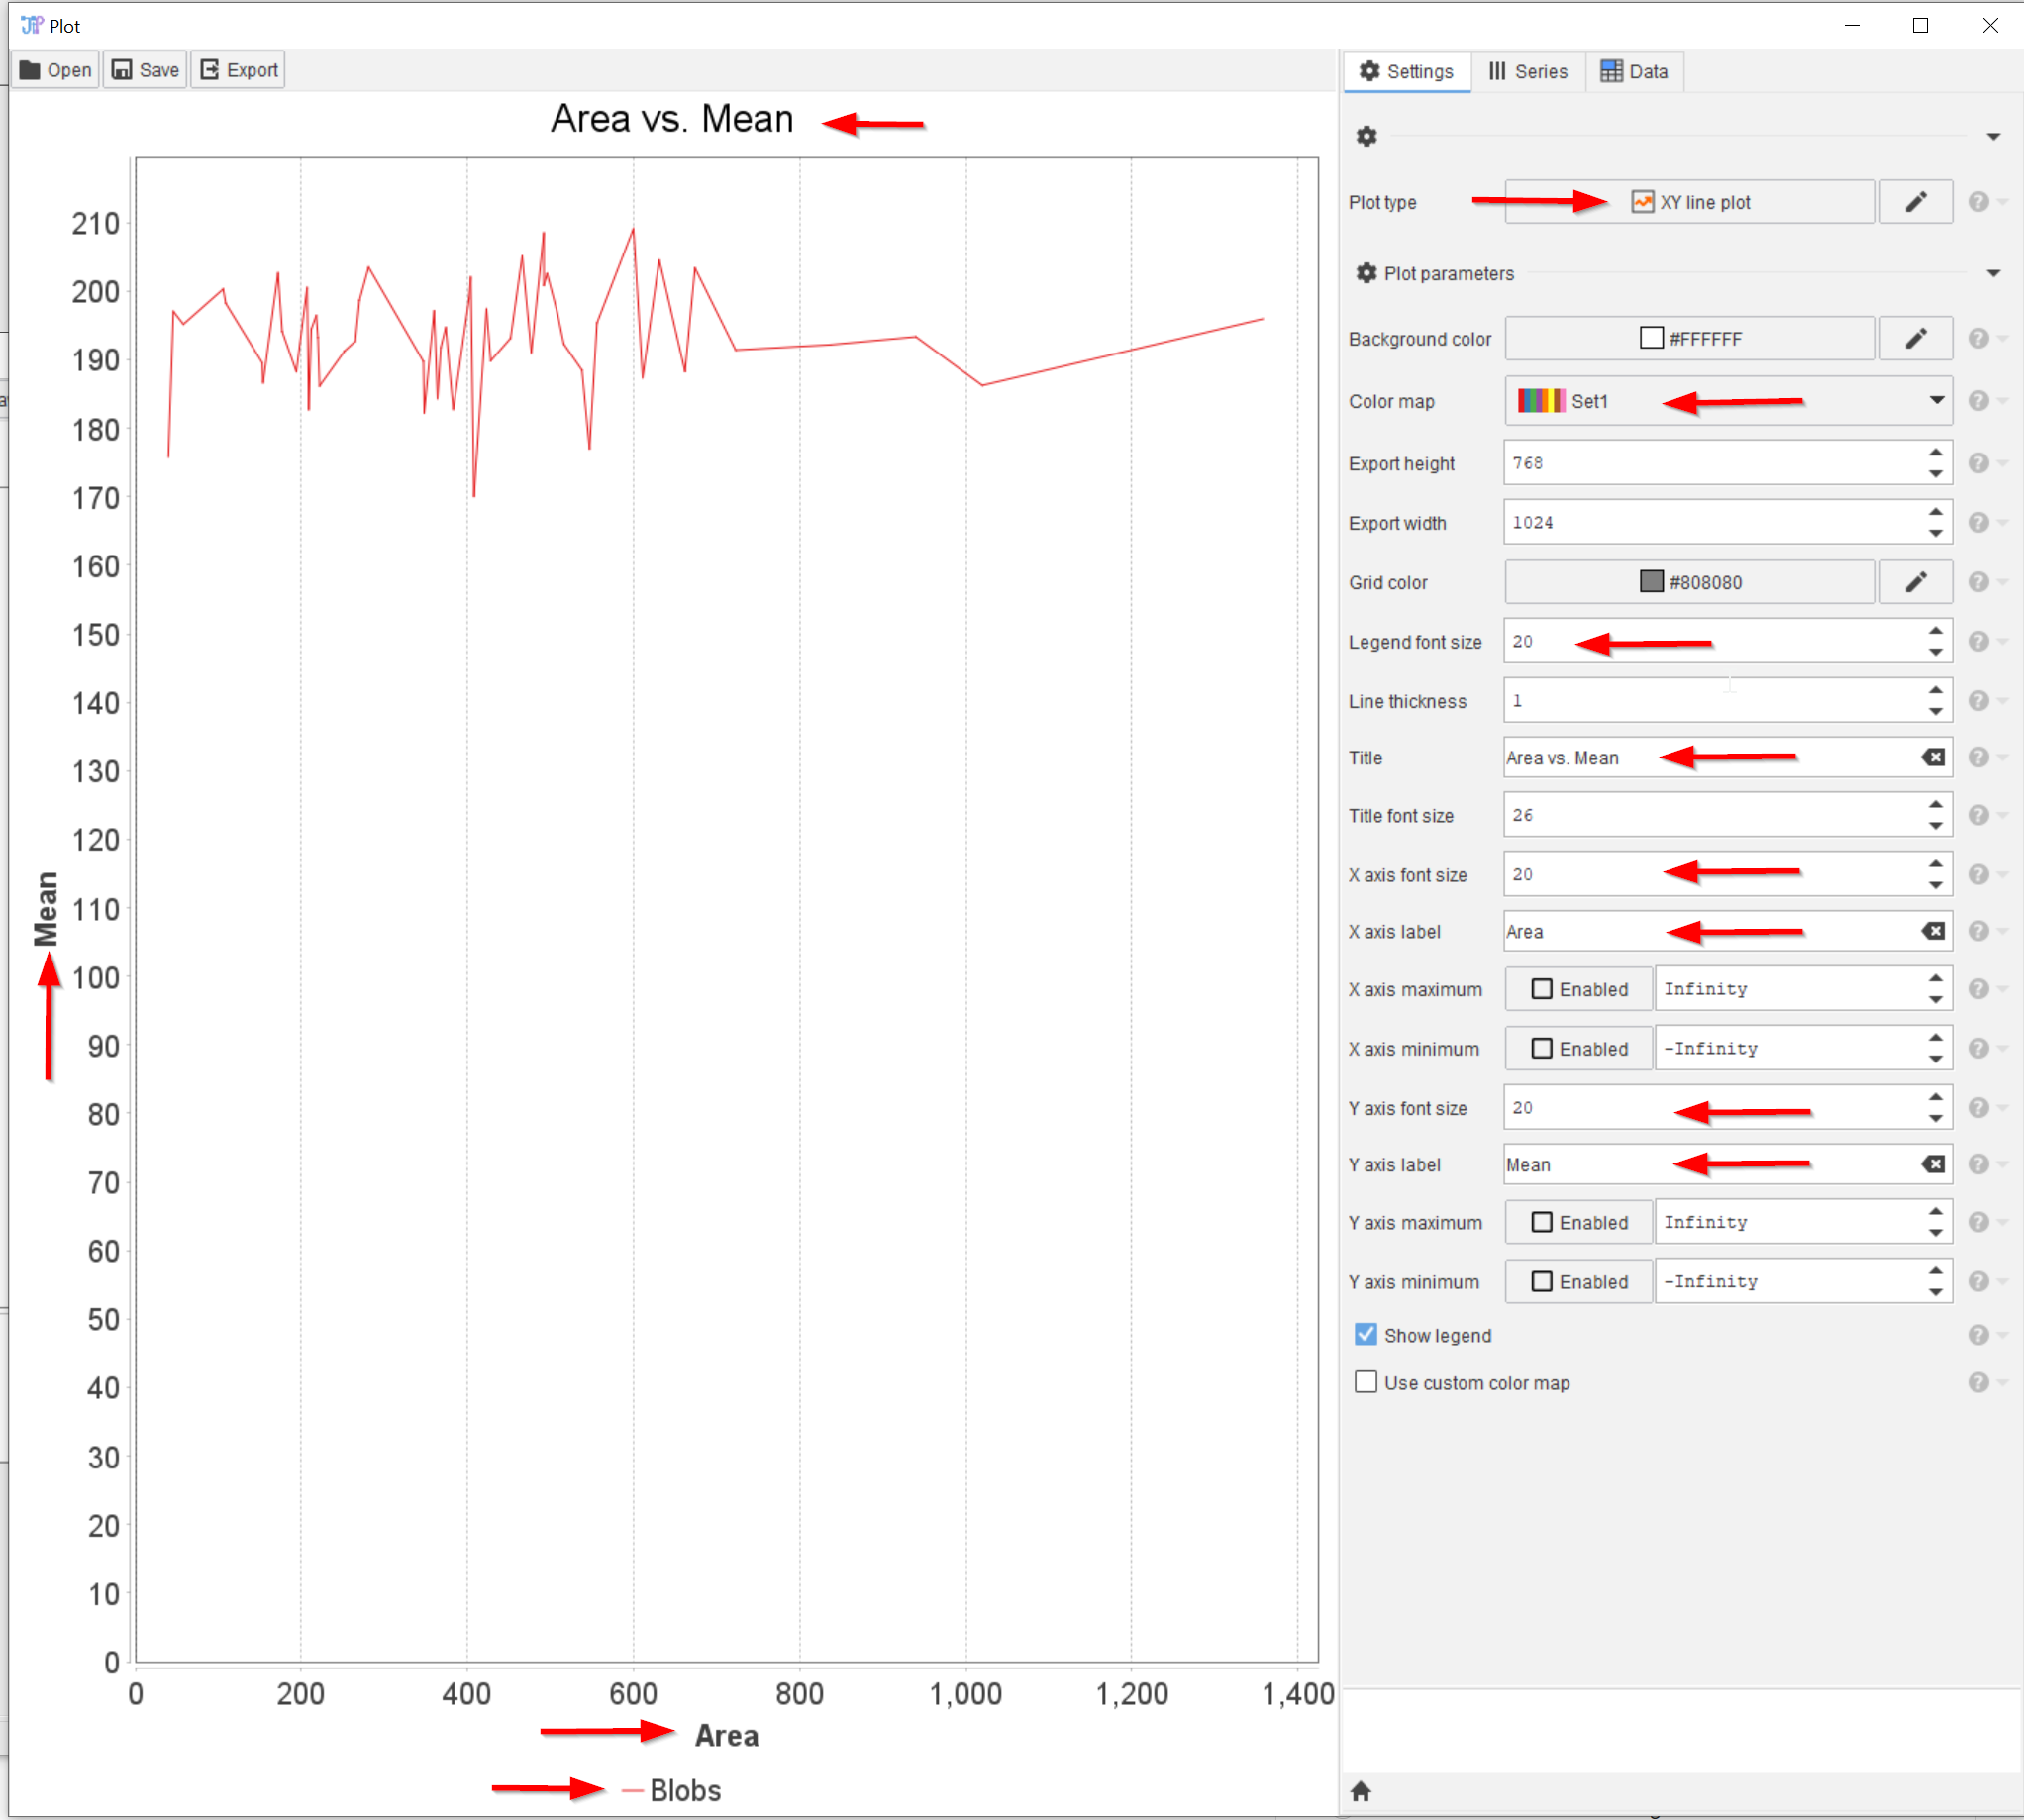 Plot
Open Save Export
Area vs. Mean
210
200
190
180
170
160
150
140
130
120
110
100
90
80
70
60
50
40
30
20
10
0
Mean
0 200 400 600 800 1,000 1,200 1,400
Area
Blobs
Settings Series Data
Plot type XY line plot
Plot parameters
Background color #FFFFFF
Color map Set1
Export height 768
Export width 1024
Grid color #808080
Legend font size 20
Line thickness 1
Title Area vs. Mean
Title font size 26
X axis font size 20
X axis label Area
X axis maximum Enabled Infinity
X axis minimum Enabled -Infinity
Y axis font size 20
Y axis label Mean
Y axis maximum Enabled Infinity
Y axis minimum Enabled -Infinity
Show legend
Use custom color map